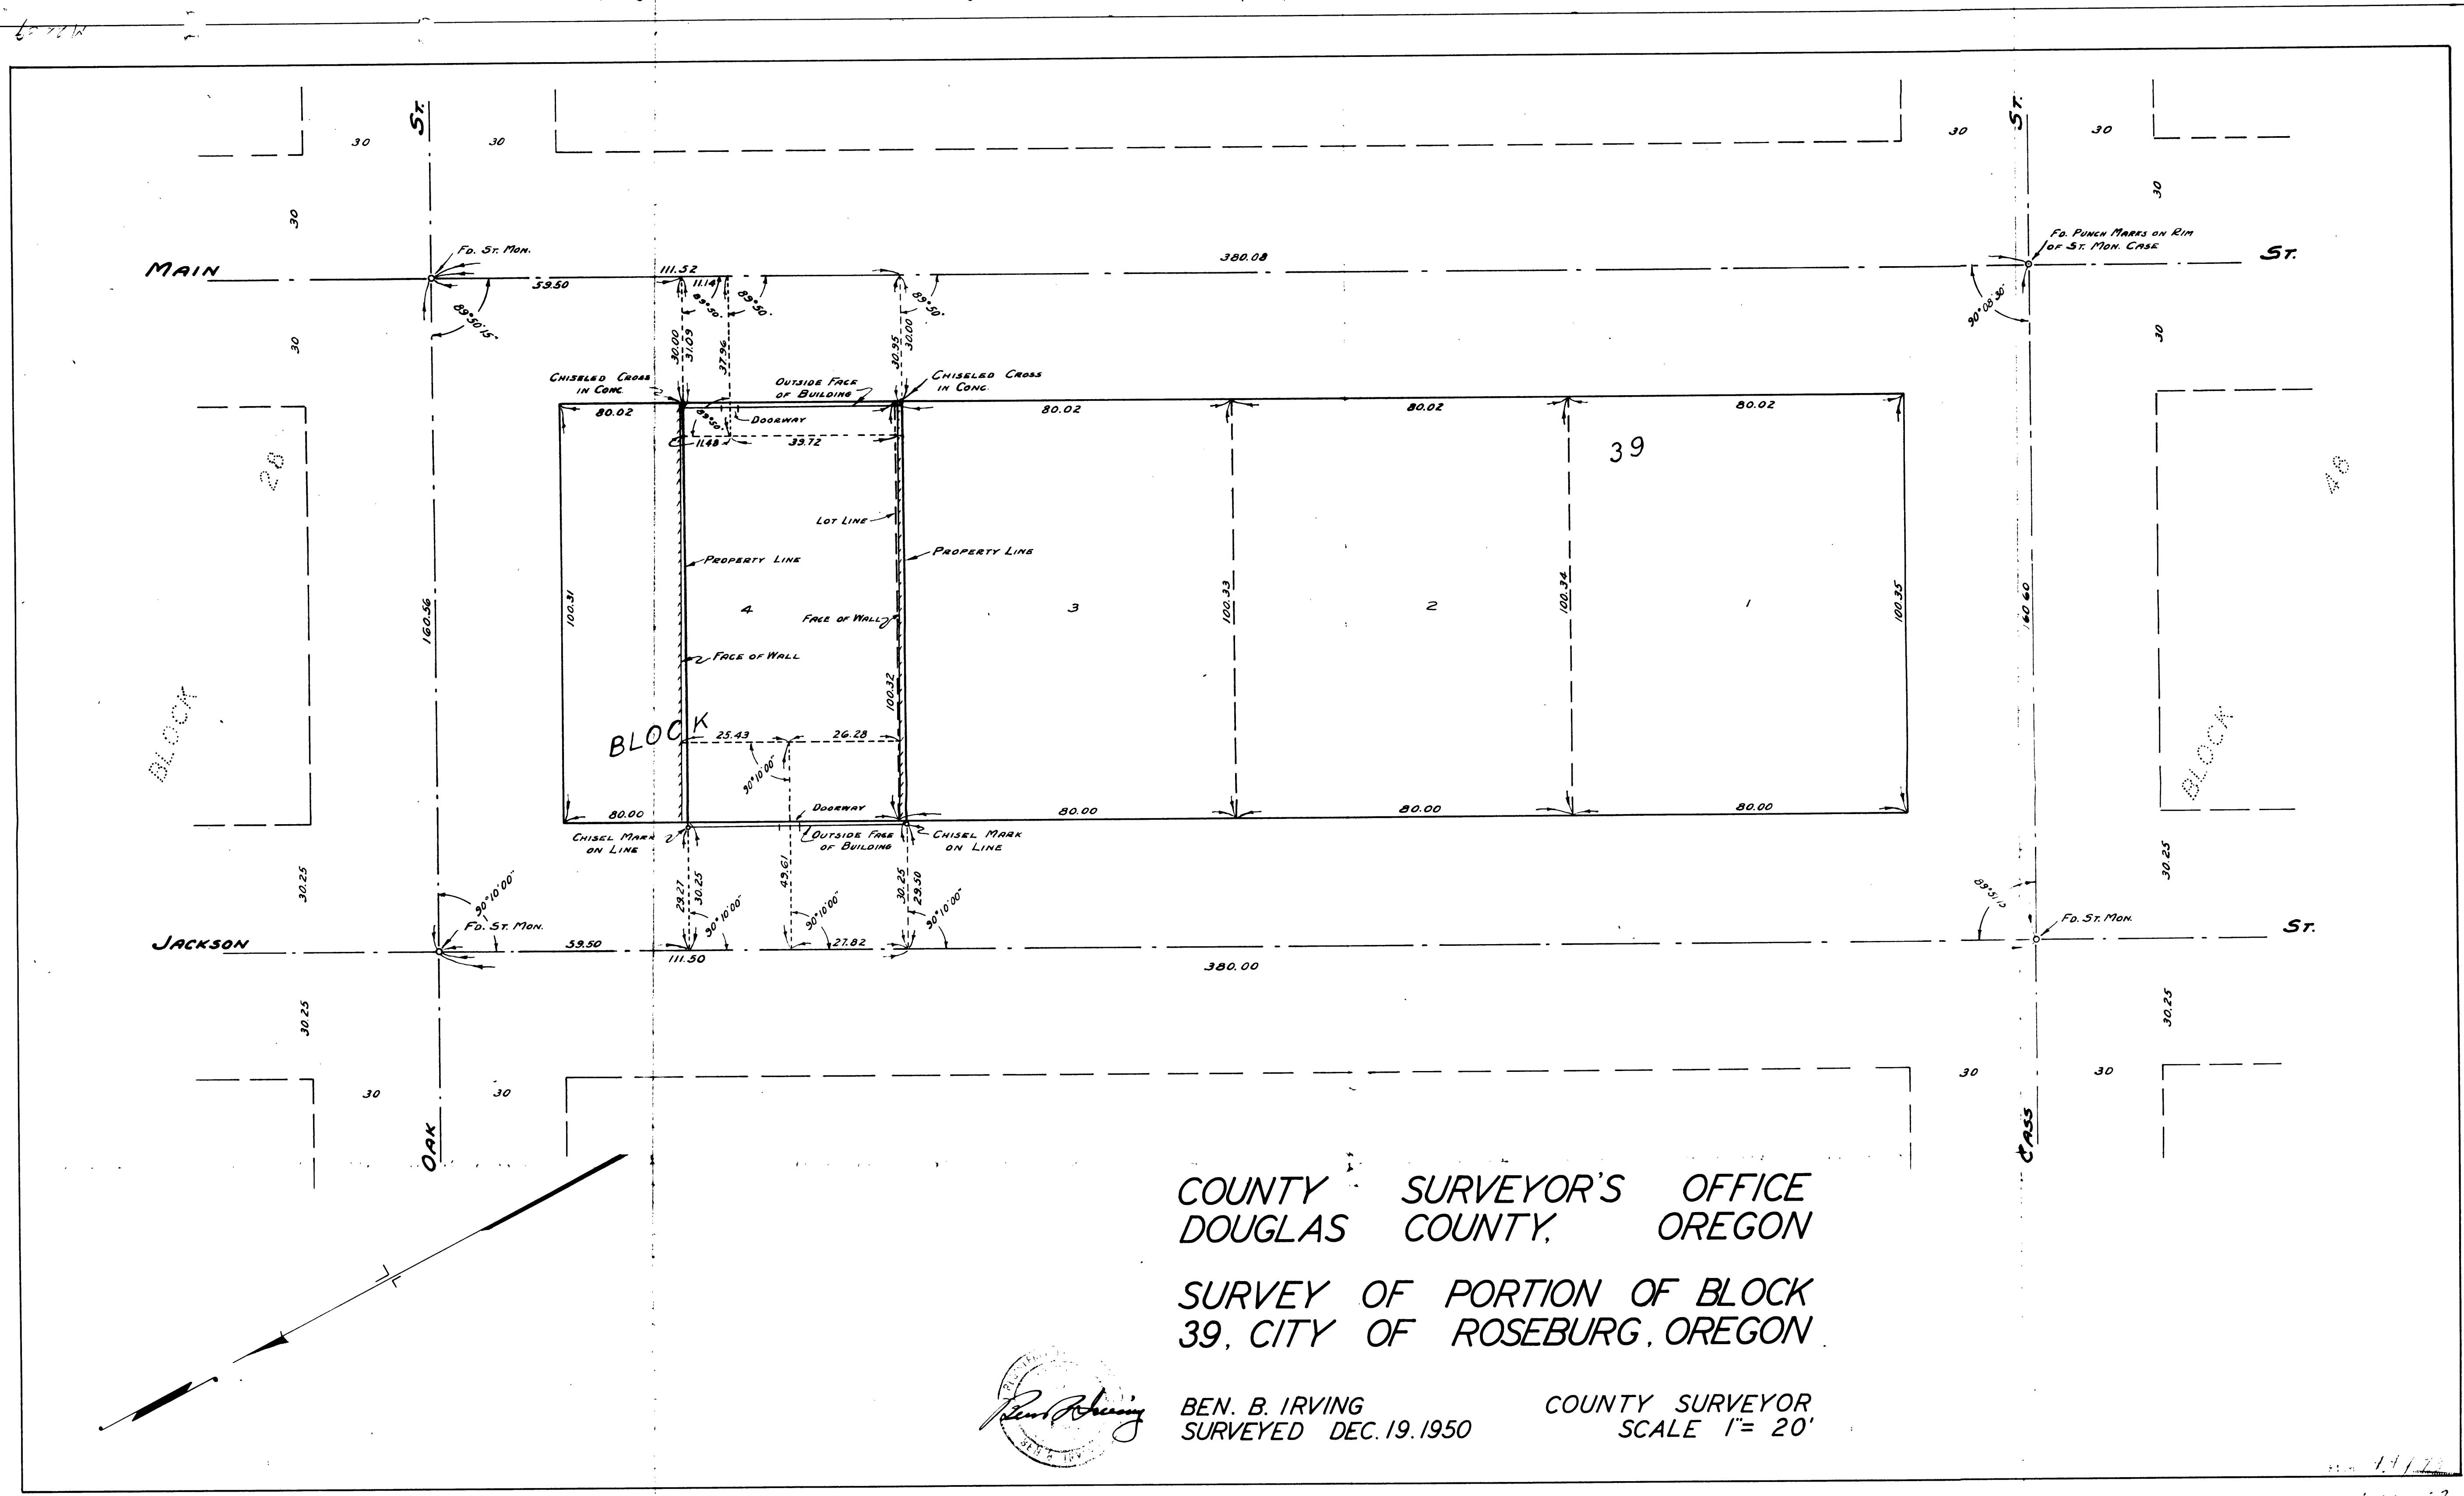 ST.
ST.
30
30
30
30
30
30
FD. ST. MON.
FD. PUNCH MARKS ON RIM
OF ST. MON. CASE
MAIN
ST.
59.50
111.52
11.14
380.08
89°50'15"
89°50'
89°50'
89°50'
90°08'30"
30
30.00
31.09
37.96
30.95
30.00
30
CHISELED CROSS
IN CONC.
OUTSIDE FACE
OF BUILDING
CHISELED CROSS
IN CONC.
80.02
DOORWAY
80.02
80.02
80.02
89°50'
11.48
39.72
39
28
48
LOT LINE
PROPERTY LINE
PROPERTY LINE
160.56
100.31
4
3
100.33
2
100.34
1
100.35
160.60
FACE OF WALL
FACE OF WALL
100.32
BLOCK
BLOCK
BLOCK
25.43
26.28
90°10'00"
80.00
DOORWAY
80.00
80.00
80.00
CHISEL MARK
ON LINE
OUTSIDE FACE
OF BUILDING
CHISEL MARK
ON LINE
30.25
29.27
30.25
49.61
30.25
29.50
30.25
90°10'00"
90°10'00"
90°10'00"
90°10'00"
FD. ST. MON.
FD. ST. MON.
JACKSON
ST.
59.50
111.50
27.82
380.00
30.25
30.25
30
30
30
30
OAK
CASS
COUNTY SURVEYOR'S OFFICE
DOUGLAS COUNTY, OREGON
SURVEY OF PORTION OF BLOCK
39, CITY OF ROSEBURG, OREGON
Ben B Irving
BEN. B. IRVING COUNTY SURVEYOR
SURVEYED DEC. 19. 1950 SCALE 1"= 20'